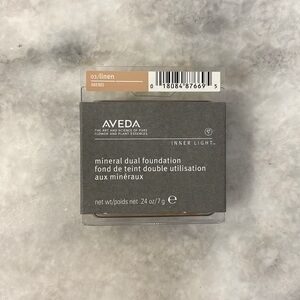 03/linen
0 18084 87669 5
AVEDA
THE ART AND SCIENCE OF PURE
FLOWER AND PLANT ESSENCES
INNER LIGHT™
mineral dual foundation
fond de teint double utilisation
aux minéraux
net wt/poids net .24 oz/7 g e